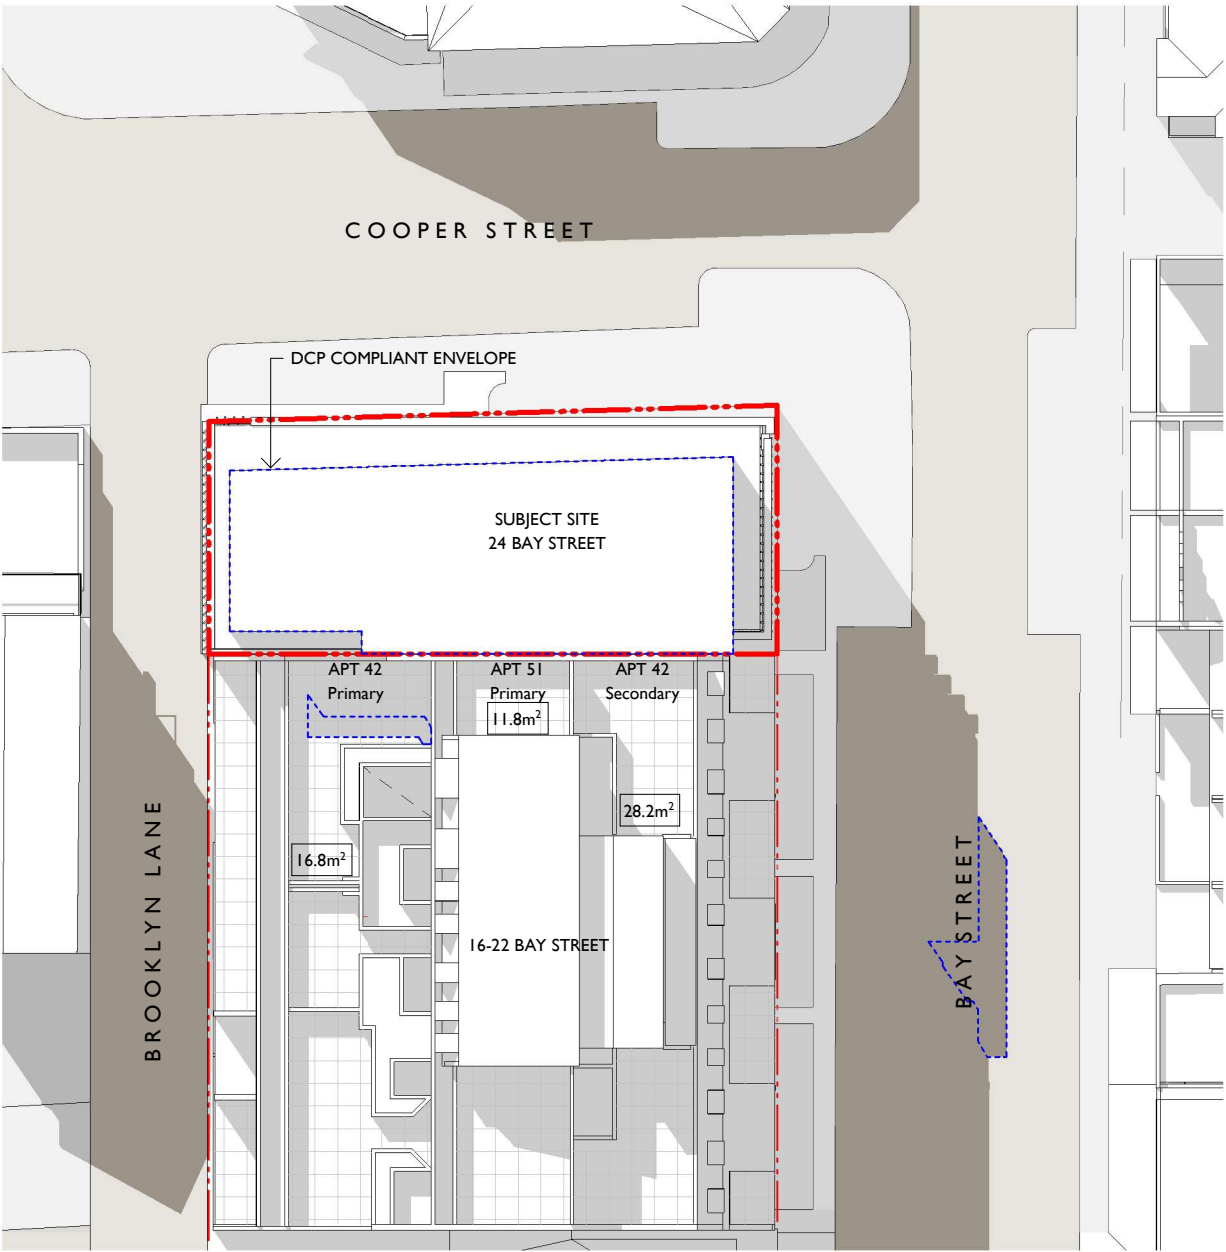 COOPER STREET
DCP COMPLIANT ENVELOPE
SUBJECT SITE
24 BAY STREET
APT 42
Primary
APT 51
Primary
11.8m²
APT 42
Secondary
28.2m²
16.8m²
16-22 BAY STREET
BROOKLYN LANE
BAY STREET